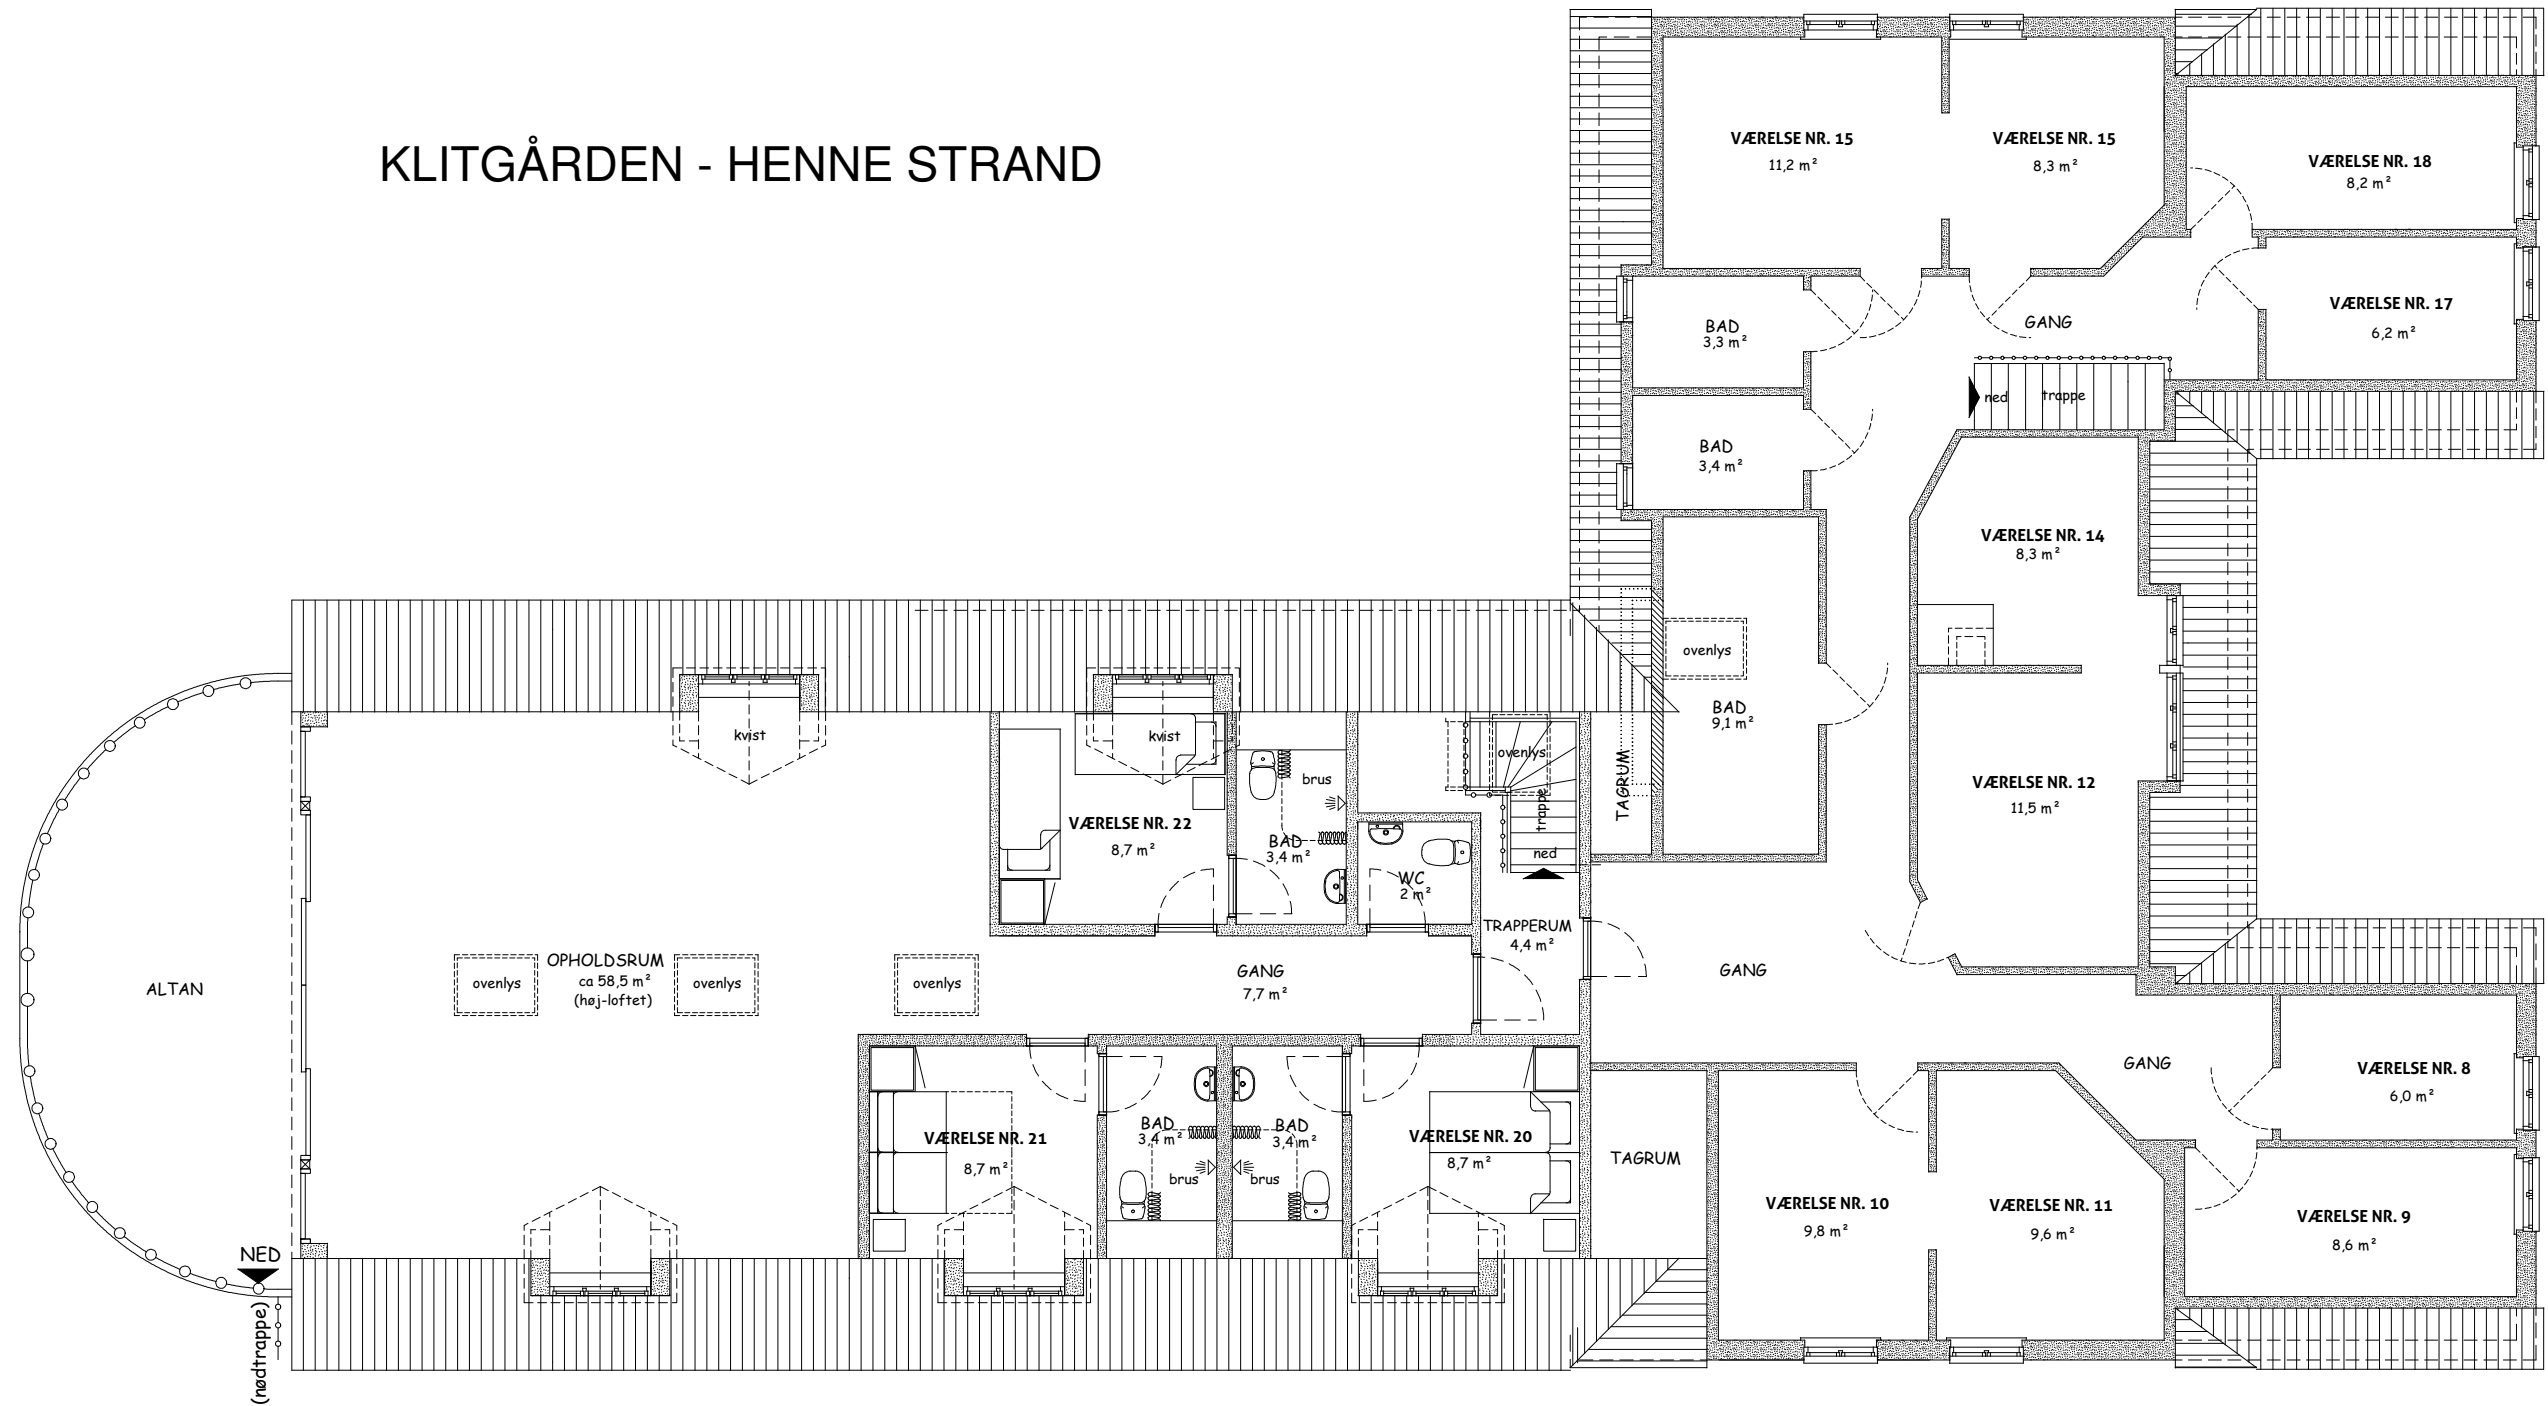 KLITGÅRDEN - HENNE STRAND
VÆRELSE NR. 15
11,2 m²
VÆRELSE NR. 15
8,3 m²
VÆRELSE NR. 18
8,2 m²
VÆRELSE NR. 17
6,2 m²
BAD
3,3 m²
GANG
ned
trappe
BAD
3,4 m²
VÆRELSE NR. 14
8,3 m²
ovenlys
BAD
9,1 m²
TAGRUM
VÆRELSE NR. 12
11,5 m²
kvist
kvist
ovenlys
trappe
ned
brus
VÆRELSE NR. 22
8,7 m²
BAD
3,4 m²
WC
2 m²
TRAPPERUM
4,4 m²
ALTAN
OPHOLDSRUM
ca 58,5 m²
(høj-loftet)
ovenlys
ovenlys
ovenlys
GANG
7,7 m²
GANG
GANG
VÆRELSE NR. 8
6,0 m²
VÆRELSE NR. 21
8,7 m²
BAD
3,4 m²
brus
BAD
3,4 m²
brus
VÆRELSE NR. 20
8,7 m²
TAGRUM
VÆRELSE NR. 10
9,8 m²
VÆRELSE NR. 11
9,6 m²
VÆRELSE NR. 9
8,6 m²
NED
(nødtrappe)